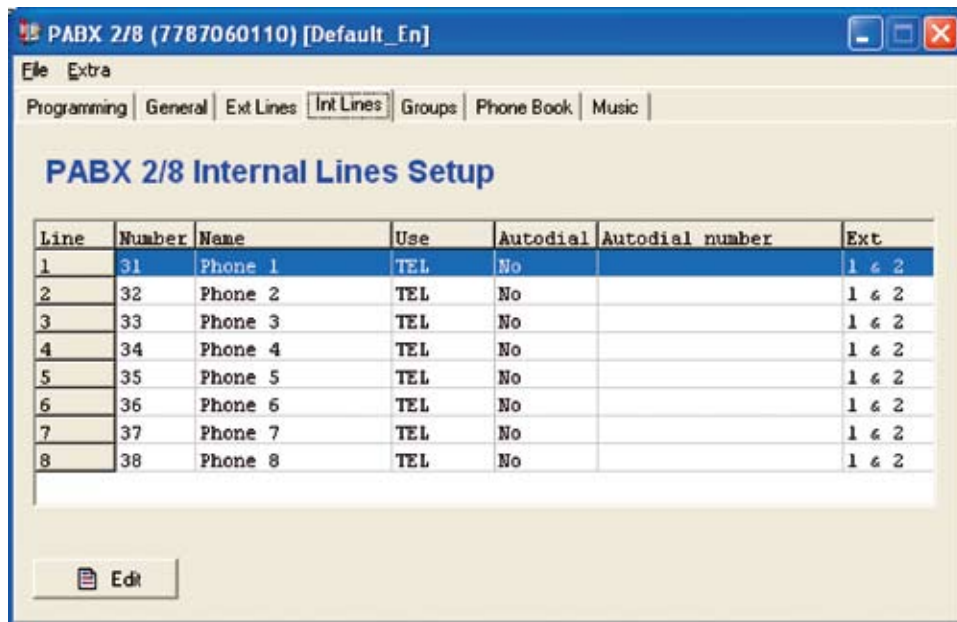 PABX 2/8 (7787060110) [Default_En]
File Extra
Programming General Ext Lines Int Lines Groups Phone Book Music
PABX 2/8 Internal Lines Setup
Line Number Name Use Autodial Autodial number Ext
1 31 Phone 1 TEL No 1 & 2
2 32 Phone 2 TEL No 1 & 2
3 33 Phone 3 TEL No 1 & 2
4 34 Phone 4 TEL No 1 & 2
5 35 Phone 5 TEL No 1 & 2
6 36 Phone 6 TEL No 1 & 2
7 37 Phone 7 TEL No 1 & 2
8 38 Phone 8 TEL No 1 & 2
Edit